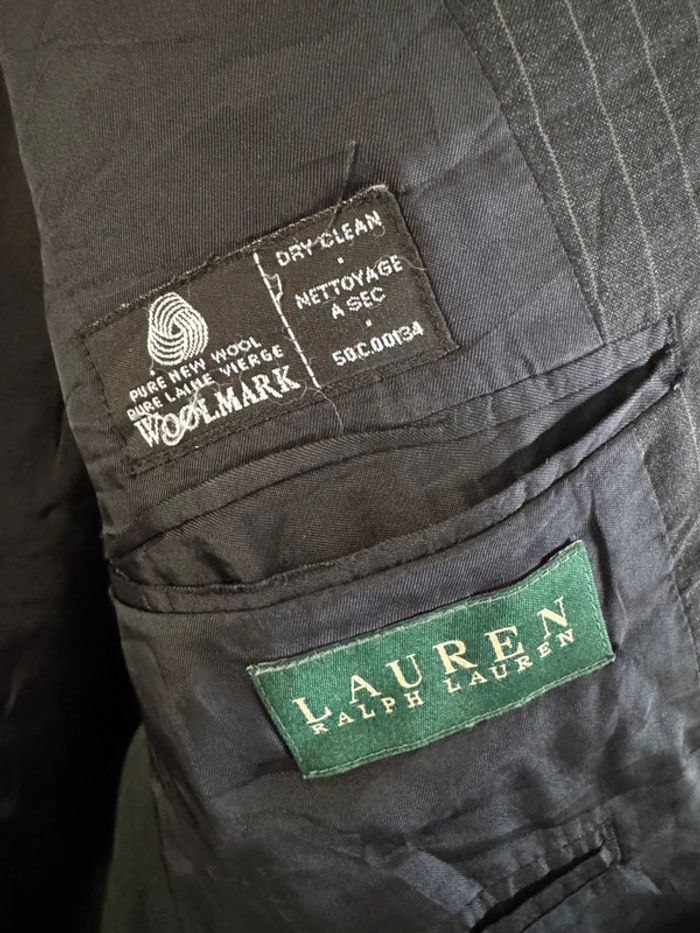 PURE NEW WOOL
PURE LAINE VIERGE
WOOLMARK
DRY CLEAN
NETTOYAGE
A SEC
50.C.00134
LAUREN
RALPH LAUREN